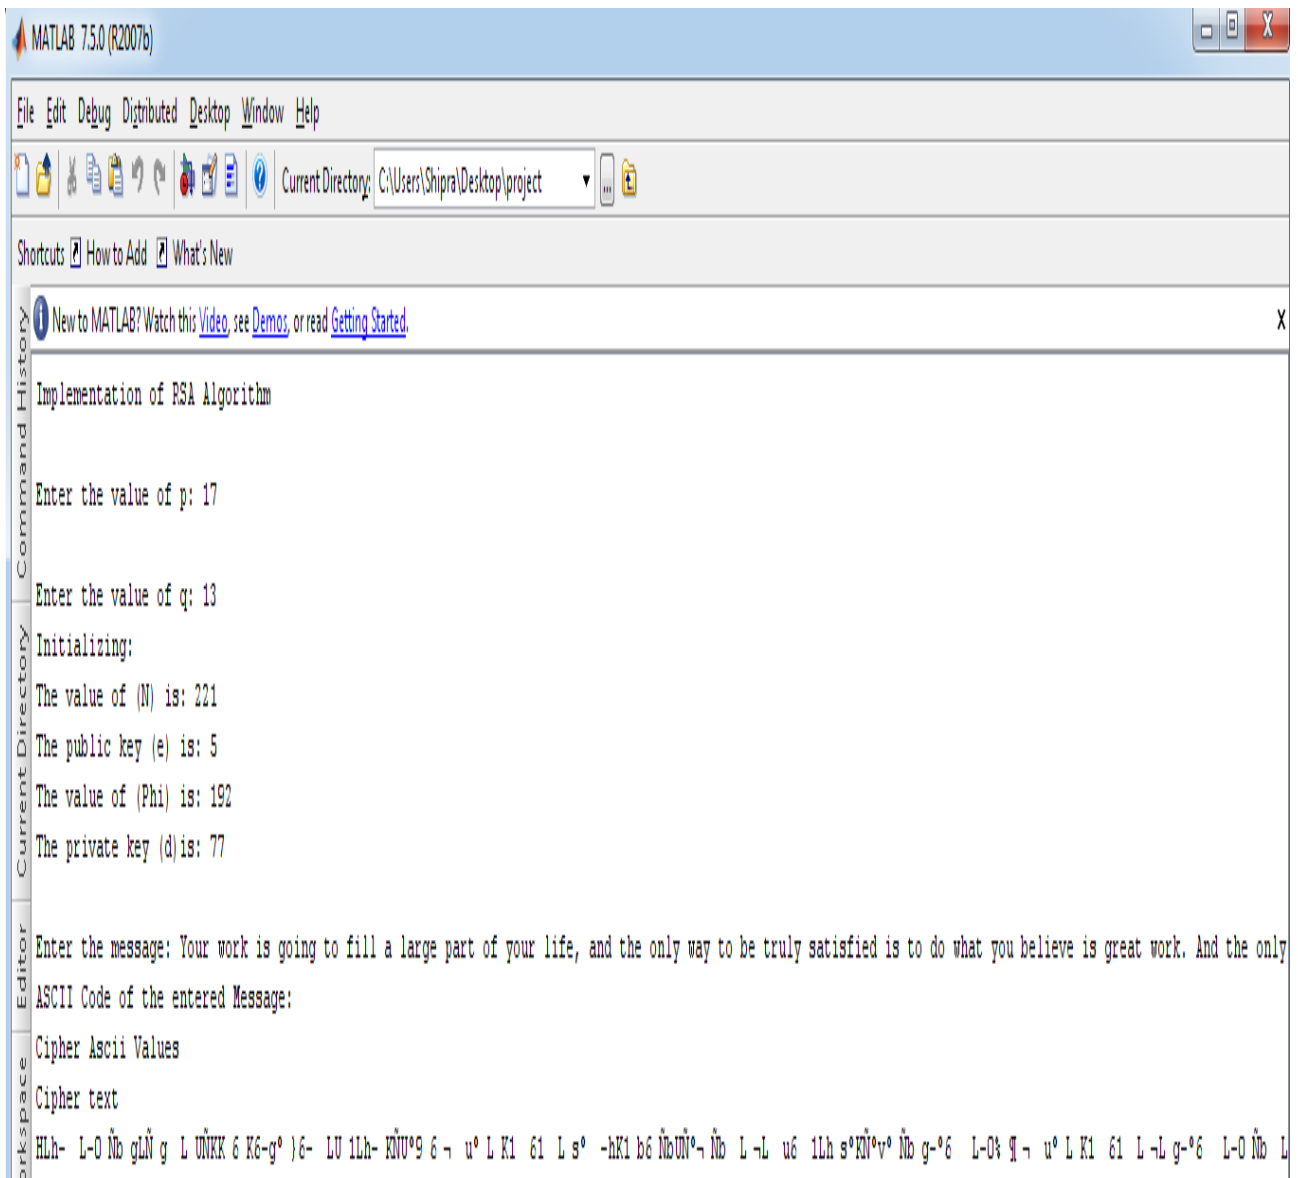 MATLAB 7.5.0 (R2007b)
File Edit Debug Distributed Desktop Window Help
Current Directory: C:\Users\Shipra\Desktop\project
Shortcuts How to Add What's New
New to MATLAB? Watch this Video, see Demos, or read Getting Started.
Command History
Current Directory
Editor
Implementation of RSA Algorithm
Enter the value of p: 17
Enter the value of q: 13
Initializing:
The value of (N) is: 221
The public key (e) is: 5
The value of (Phi) is: 192
The private key (d)is: 77
Enter the message: Your work is going to fill a large part of your life, and the only way to be truly satisfied is to do what you believe is great work. And the only
ASCII Code of the entered Message:
Cipher Ascii Values
Cipher text